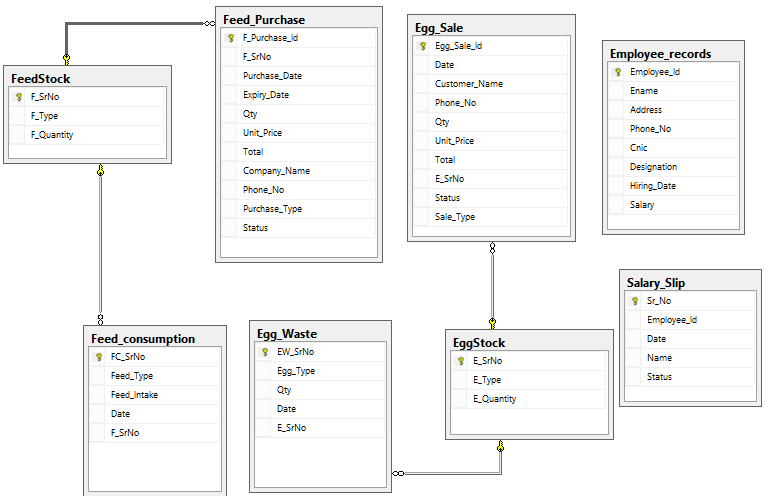 Feed_Purchase
F_Purchase_Id
F_SrNo
Purchase_Date
Expiry_Date
Qty
Unit_Price
Total
Company_Name
Phone_No
Purchase_Type
Status
Egg_Sale
Egg_Sale_Id
Date
Customer_Name
Phone_No
Qty
Unit_Price
Total
E_SrNo
Status
Sale_Type
Employee_records
Employee_Id
Ename
Address
Phone_No
Cnic
Designation
Hiring_Date
Salary
FeedStock
F_SrNo
F_Type
F_Quantity
Salary_Slip
Sr_No
Employee_Id
Date
Name
Status
Feed_consumption
FC_SrNo
Feed_Type
Feed_Intake
Date
F_SrNo
Egg_Waste
EW_SrNo
Egg_Type
Qty
Date
E_SrNo
EggStock
E_SrNo
E_Type
E_Quantity